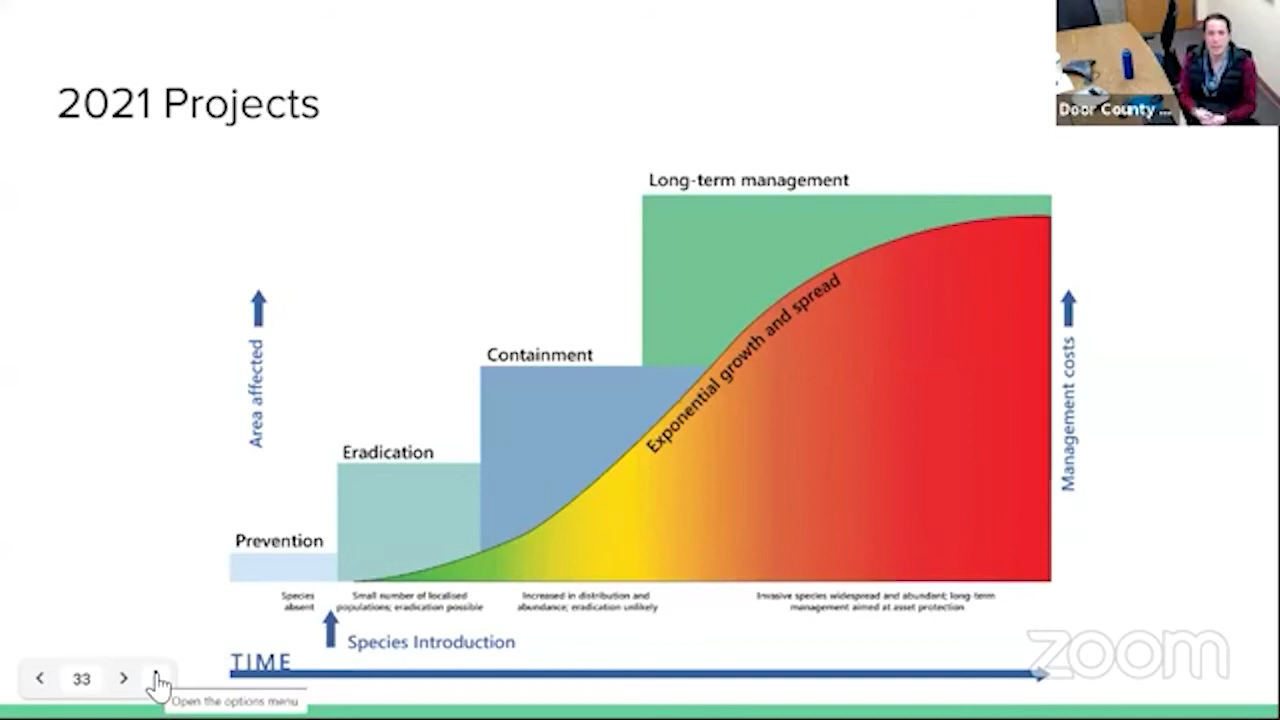 2021 Projects
Door County ...
Long-term management
Containment
Eradication
Prevention
Area affected
Exponential growth and spread
Management costs
Species
absent
Small number of localised
populations; eradication possible
Increased in distribution and
abundance; eradication unlikely
Invasive species widespread and abundant; long-term
management aimed at asset protection
Species Introduction
TIME
zoom
33
Open the options menu